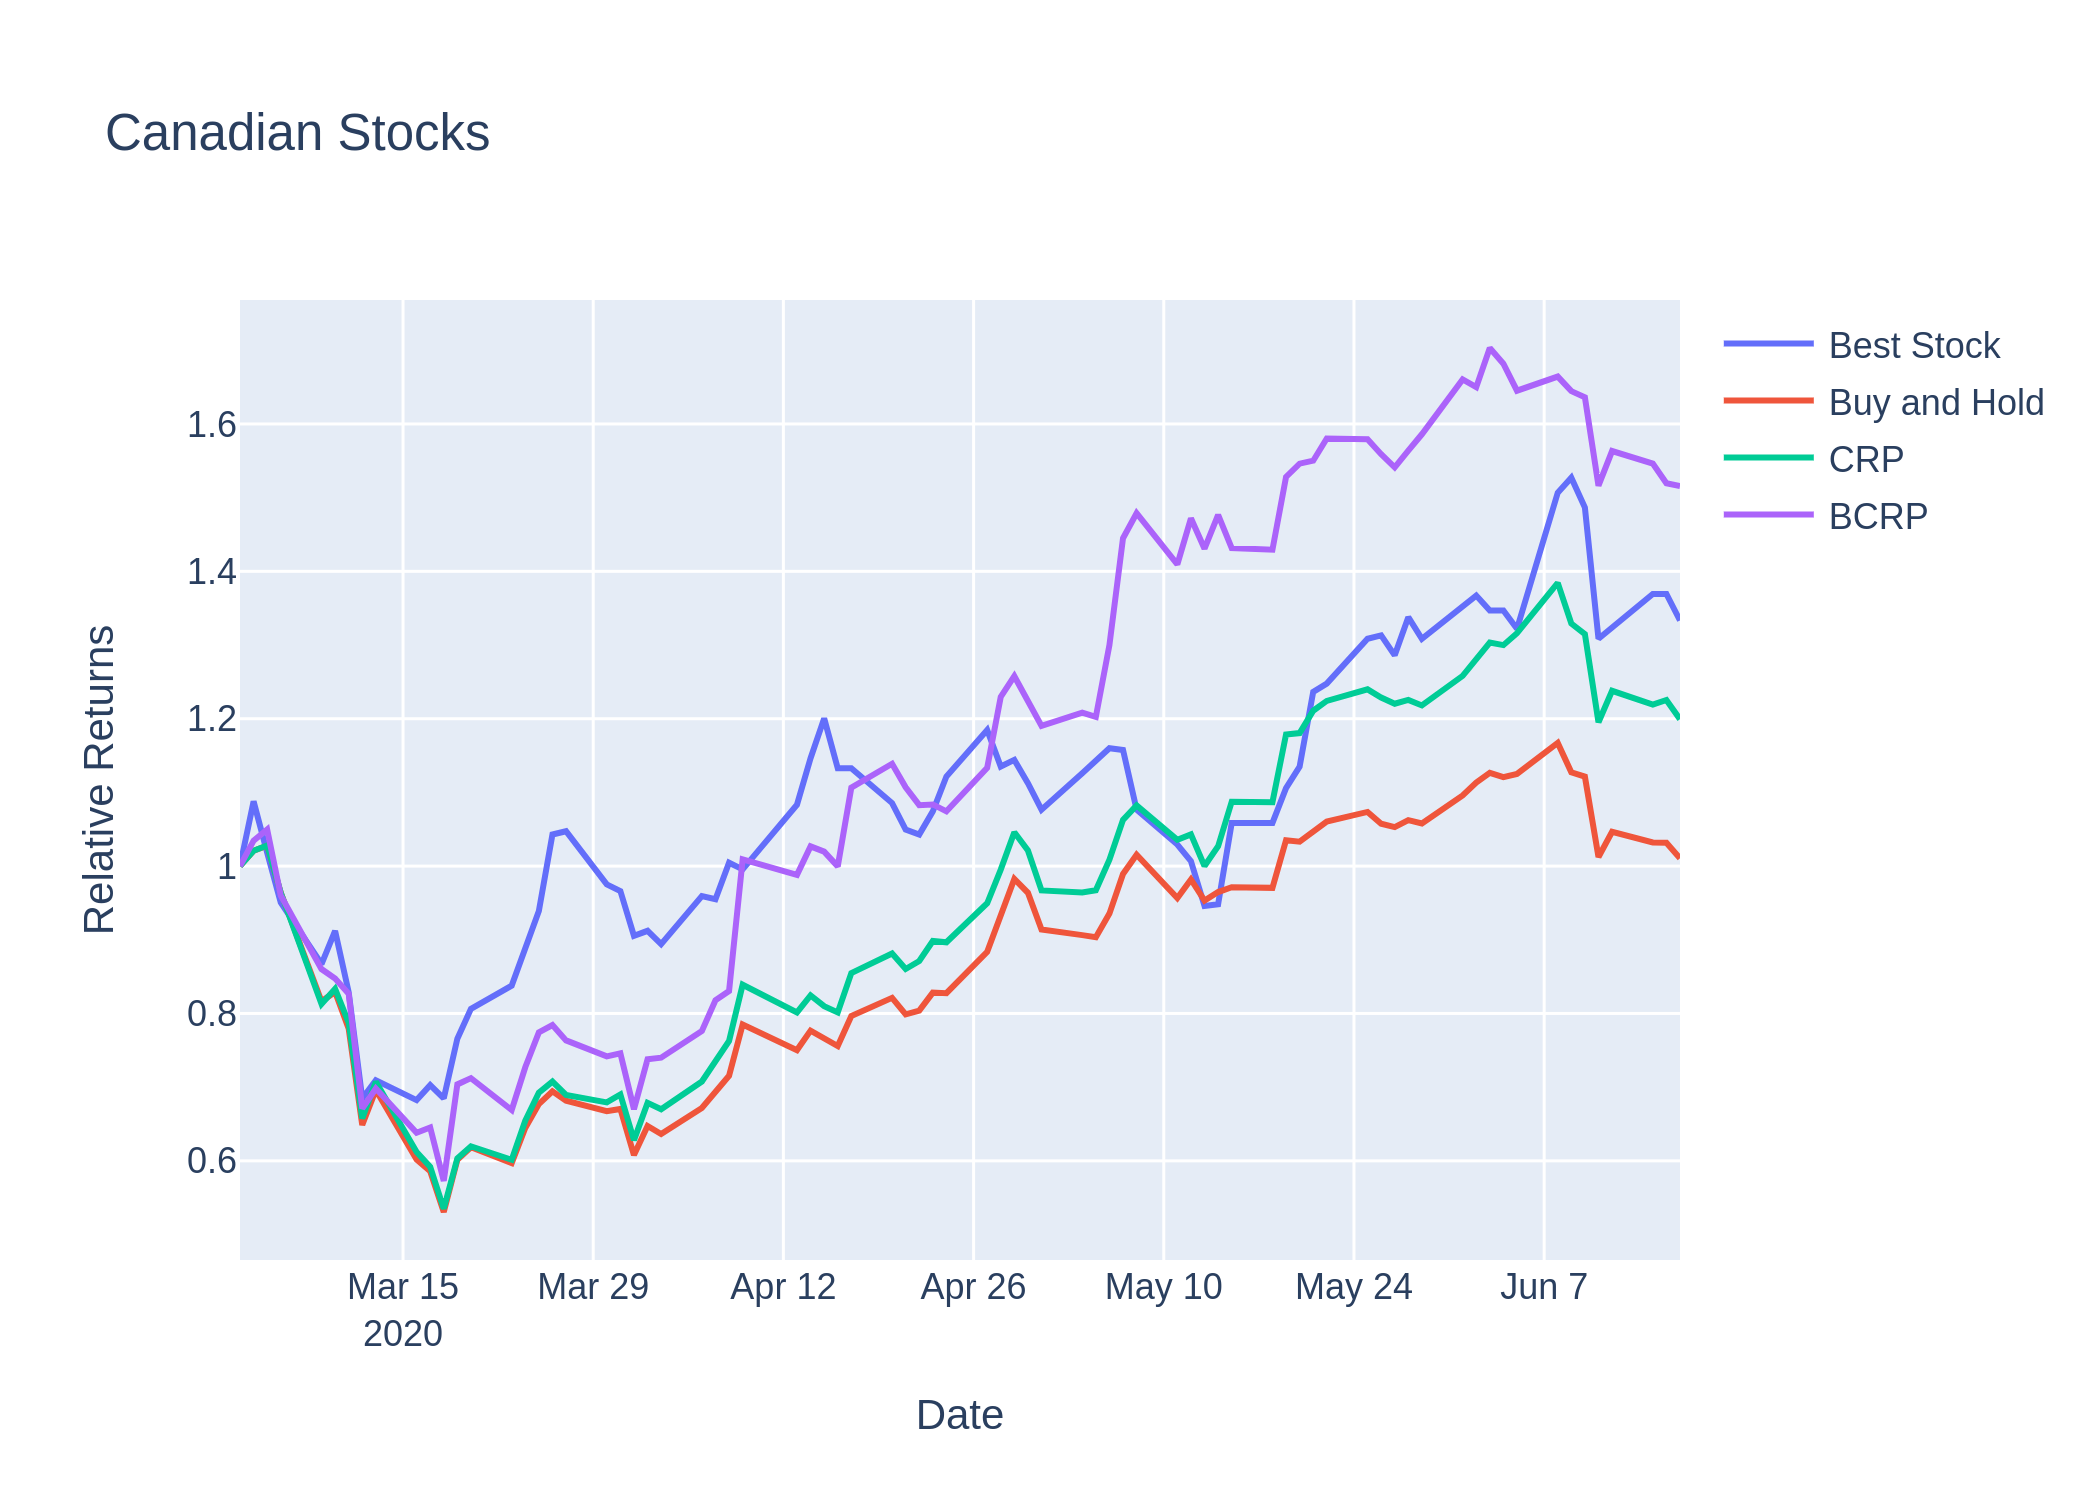 Canadian Stocks
Best Stock
Buy and Hold
CRP
BCRP
Relative Returns
1.6
1.4
1.2
1
0.8
0.6
Mar 15
2020
Mar 29
Apr 12
Apr 26
May 10
May 24
Jun 7
Date